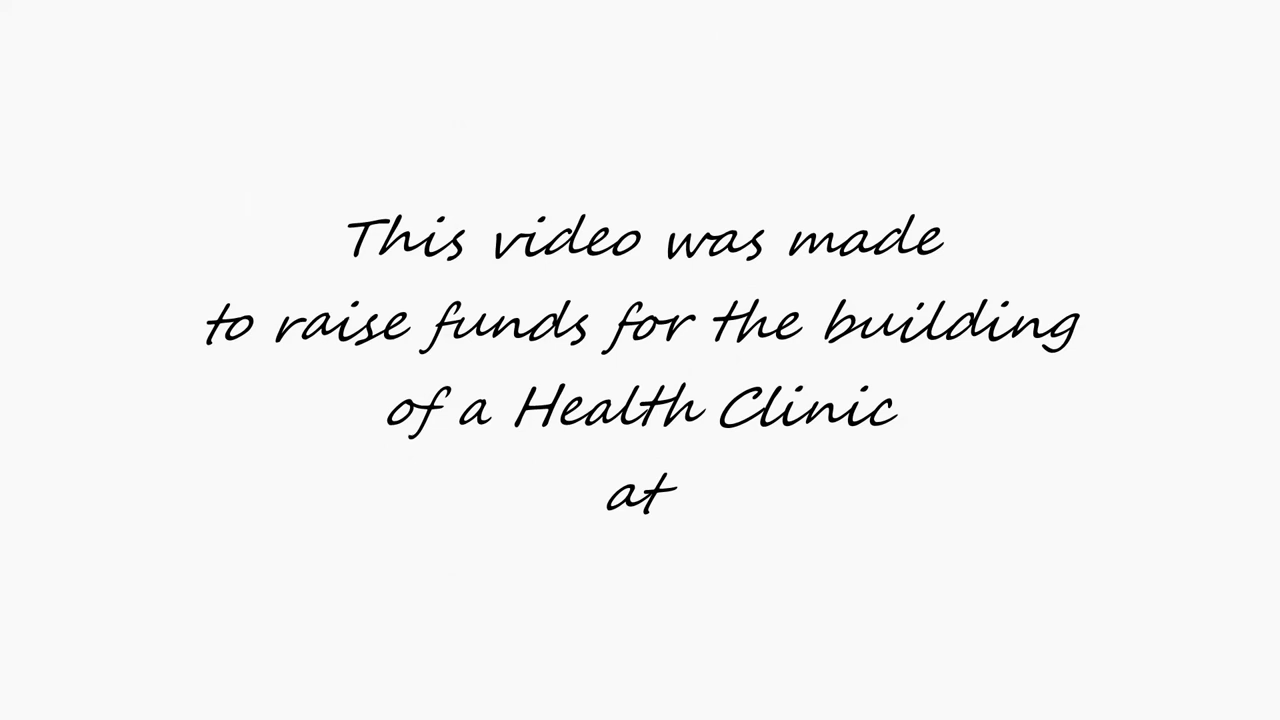 This video was made
to raise funds for the building
of a Health Clinic
at